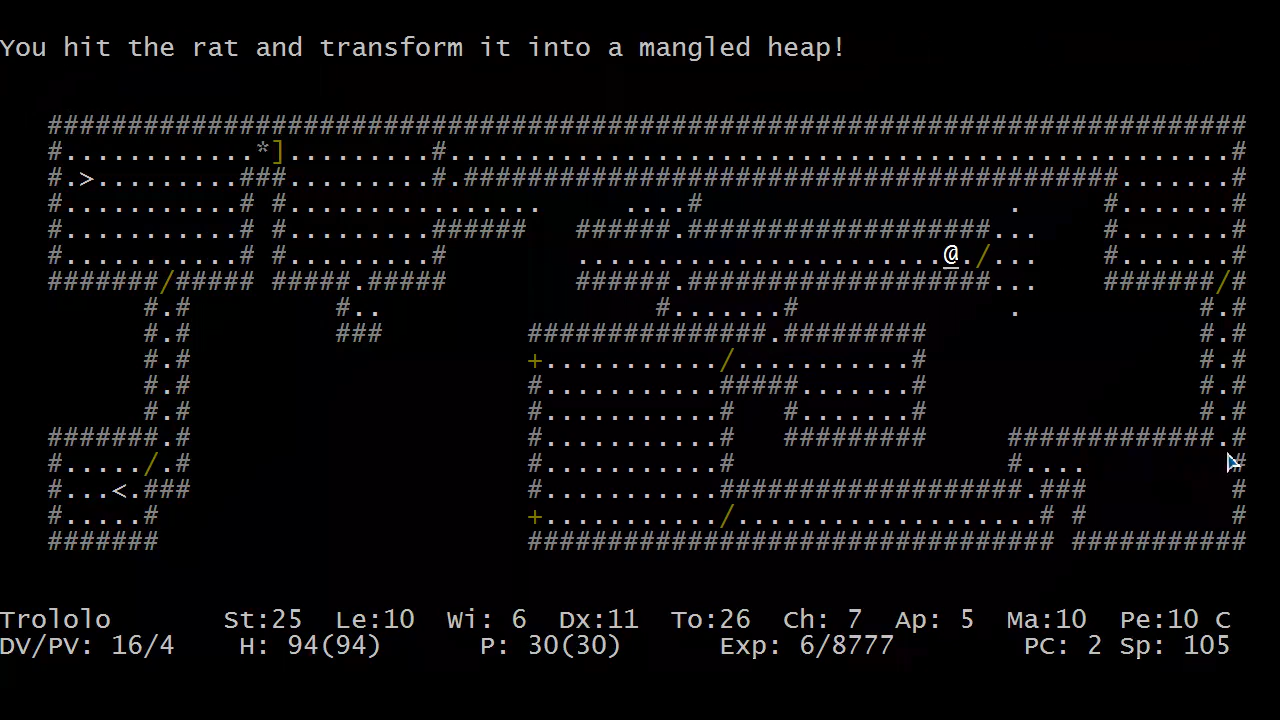 You hit the rat and transform it into a mangled heap!
###########################################################################
#............*].........#.................................................#
#.>.........###.........#.#########################################.......#
#...........# #................     ....#                   .     #.......#
#...........# #.........######   ######.###################...    #.......#
#...........# #.........#        .......................@./...    #.......#
#######/##### #####.#####        ######.###################...    #######/#
#.#         #..                 #.......#             .           #.#
#.#         ###         ###############.#########                 #.#
#.#                     +.........../...........#                 #.#
#.#                     #...........#####.......#                 #.#
#.#                     #...........#   #.......#                 #.#
#######.#                     #...........#   #########     #############.#
#...../.#                     #...........#                 #....         #
#...<.###                     #...........###################.###         #
#.....#                       +.........../...................# #         #
#######                       ################################# ###########
Trololo St:25 Le:10 Wi: 6 Dx:11 To:26 Ch: 7 Ap: 5 Ma:10 Pe:10 C
DV/PV: 16/4 H: 94(94) P: 30(30) Exp: 6/8777 PC: 2 Sp: 105